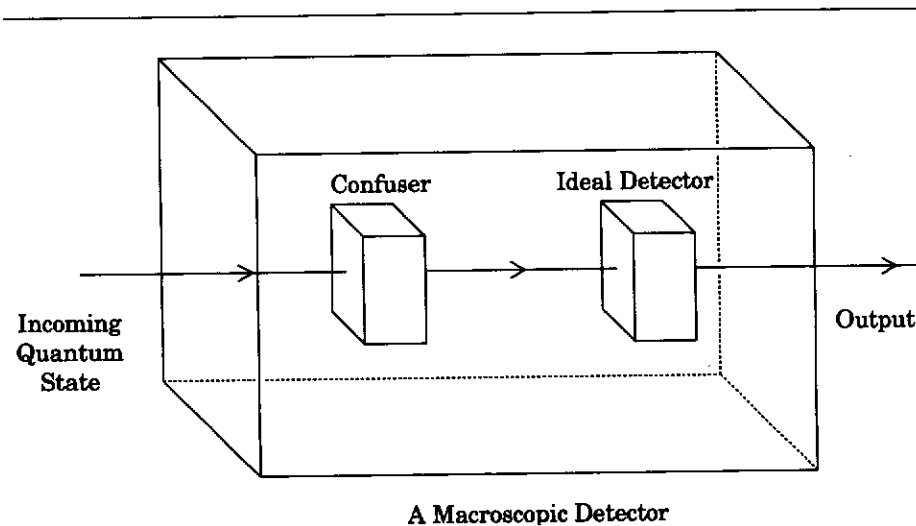 Confuser
Ideal Detector
Incoming
Quantum
State
Output
A Macroscopic Detector